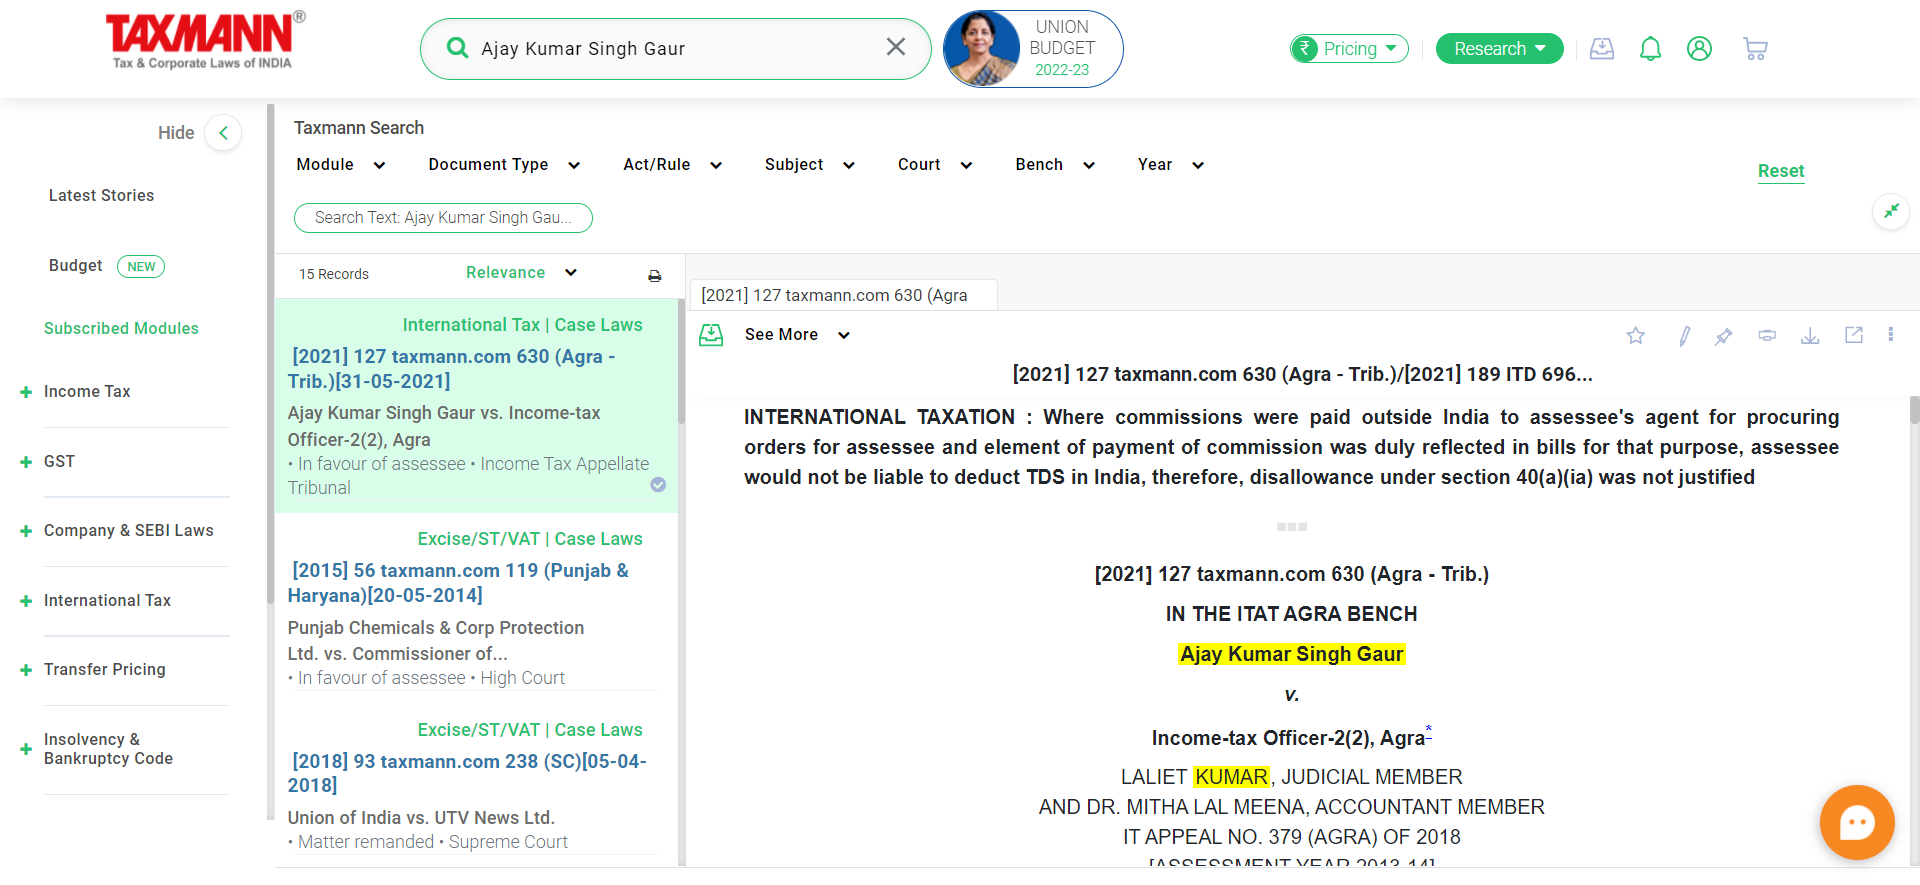 TAXMANN®
Tax & Corporate Laws of INDIA
Ajay Kumar Singh Gaur
UNION
BUDGET
2022-23
₹ Pricing
Research
Hide
Latest Stories
Budget NEW
Subscribed Modules
+ Income Tax
+ GST
+ Company & SEBI Laws
+ International Tax
+ Transfer Pricing
+ Insolvency &
Bankruptcy Code
Taxmann Search
Module Document Type Act/Rule Subject Court Bench Year
Reset
Search Text: Ajay Kumar Singh Gau...
15 Records Relevance
International Tax | Case Laws
[2021] 127 taxmann.com 630 (Agra -
Trib.)[31-05-2021]
Ajay Kumar Singh Gaur vs. Income-tax
Officer-2(2), Agra
• In favour of assessee • Income Tax Appellate
Tribunal
Excise/ST/VAT | Case Laws
[2015] 56 taxmann.com 119 (Punjab &
Haryana)[20-05-2014]
Punjab Chemicals & Corp Protection
Ltd. vs. Commissioner of...
• In favour of assessee • High Court
Excise/ST/VAT | Case Laws
[2018] 93 taxmann.com 238 (SC)[05-04-
2018]
Union of India vs. UTV News Ltd.
• Matter remanded • Supreme Court
[2021] 127 taxmann.com 630 (Agra
See More
[2021] 127 taxmann.com 630 (Agra - Trib.)/[2021] 189 ITD 696...
INTERNATIONAL TAXATION : Where commissions were paid outside India to assessee's agent for procuring
orders for assessee and element of payment of commission was duly reflected in bills for that purpose, assessee
would not be liable to deduct TDS in India, therefore, disallowance under section 40(a)(ia) was not justified
[2021] 127 taxmann.com 630 (Agra - Trib.)
IN THE ITAT AGRA BENCH
Ajay Kumar Singh Gaur
v.
Income-tax Officer-2(2), Agra*
LALIET KUMAR, JUDICIAL MEMBER
AND DR. MITHA LAL MEENA, ACCOUNTANT MEMBER
IT APPEAL NO. 379 (AGRA) OF 2018
[ASSESSMENT YEAR 2013-14]